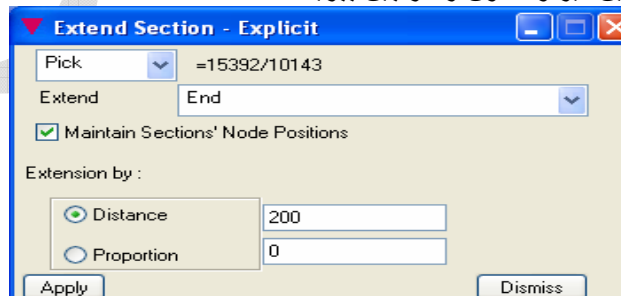 Extend Section - Explicit
Pick =15392/10143
Extend End
Maintain Sections' Node Positions
Extension by :
Distance 200
Proportion 0
Apply Dismiss